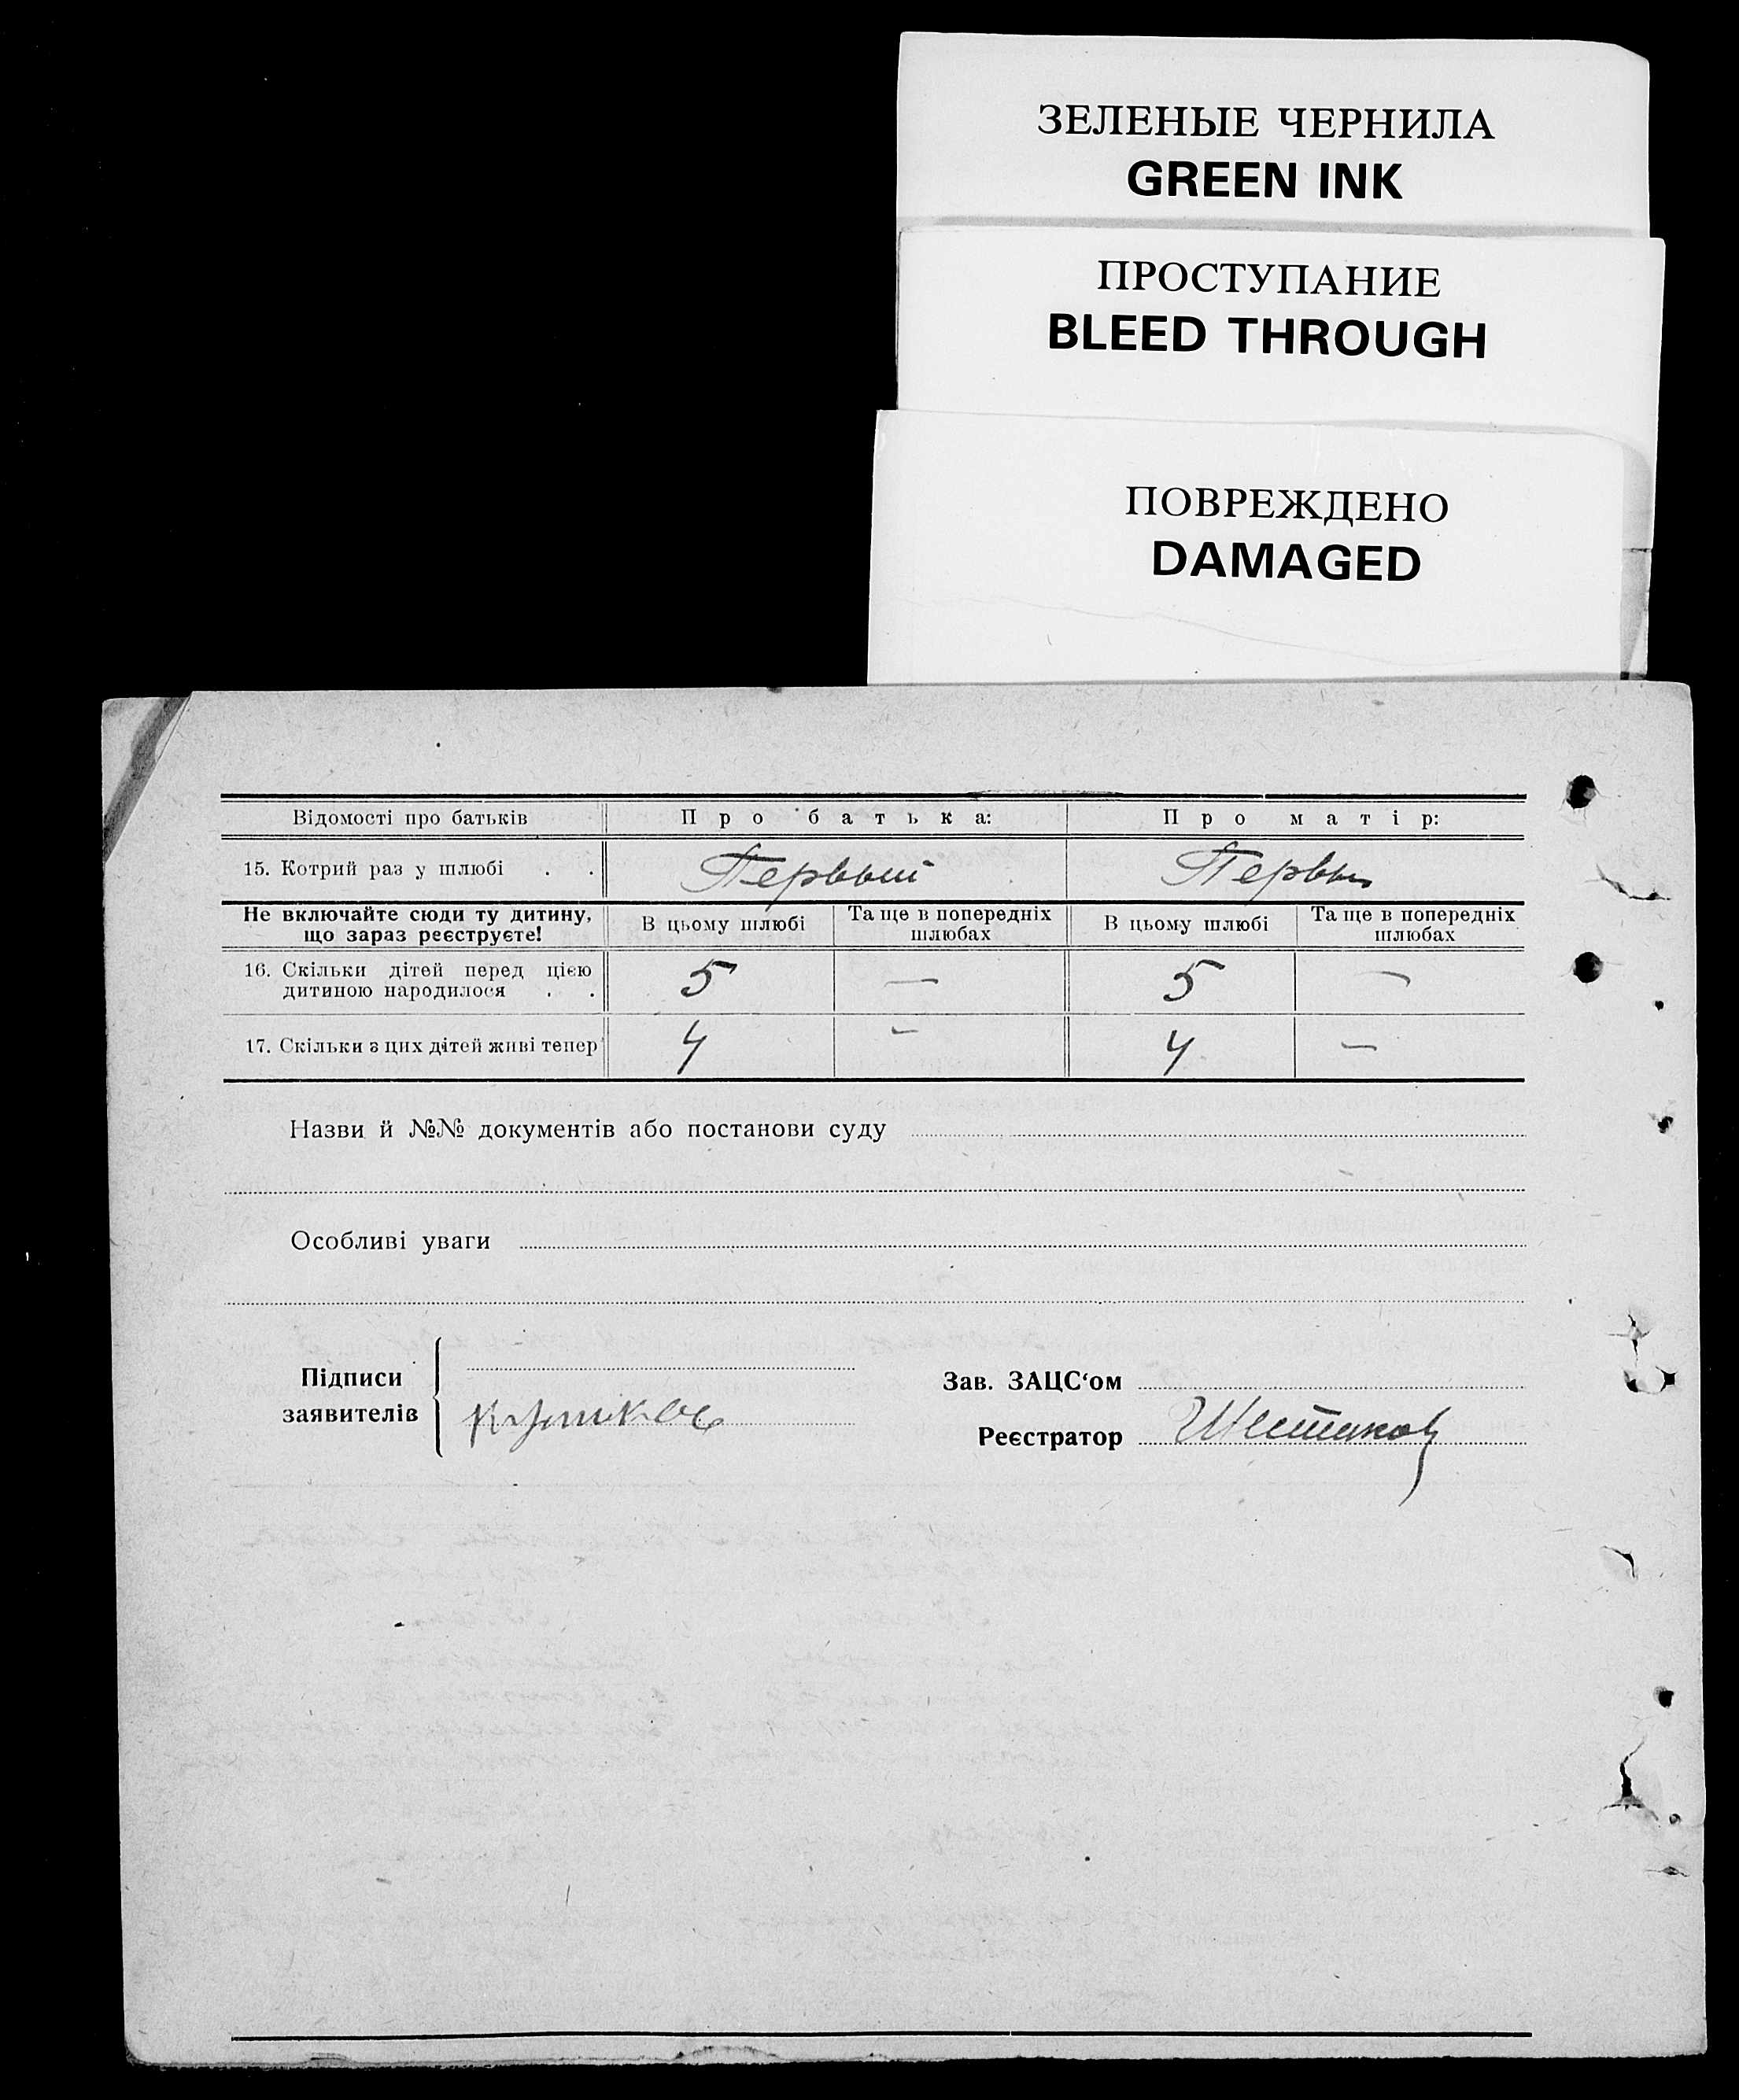 ЗЕЛЕНЫЕ ЧЕРНИЛА
GREEN INK
ПРОСТУПАНИЕ
BLEED THROUGH
ПОВРЕЖДЕНО
DAMAGED
Відомості про батьків Про батька: Про матір:
15. Котрий раз у шлюбі . . Первый Первый
Не включайте сюди ту дитину, що зараз реєструєте! В цьому шлюбі Та ще в попередніх шлюбах В цьому шлюбі Та ще в попередніх шлюбах
16. Скільки дітей перед цією дитиною народилося . . 5 — 5 —
17. Скільки з цих дітей живі тепер 4 — 4 —
Назви й №№ документів або постанови суду
Особливі уваги
Підписи заявителів
Зав. ЗАЦС‘ом
Реєстратор